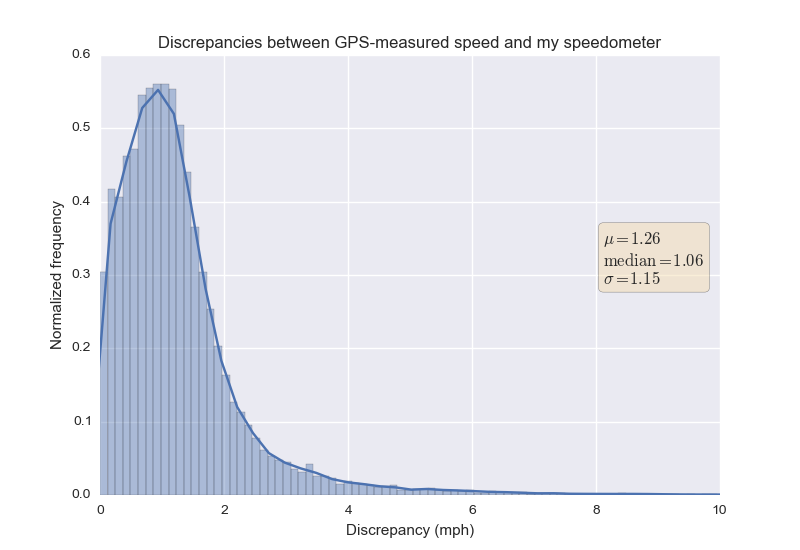 Discrepancies between GPS-measured speed and my speedometer
0.6
0.5
0.4
0.3
0.2
0.1
0.0
Normalized frequency
μ = 1.26
median = 1.06
σ = 1.15
0 2 4 6 8 10
Discrepancy (mph)